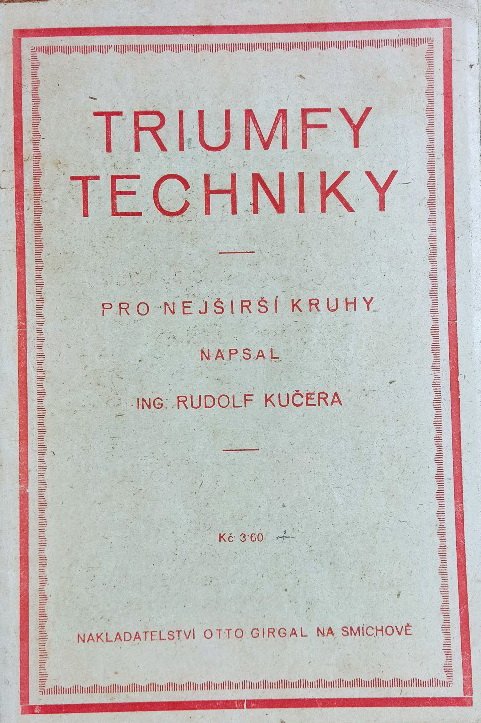 TRIUMFY
TECHNIKY
PRO NEJŠIRŠÍ KRUHY
NAPSAL
ING. RUDOLF KUČERA
Kč 3·60
NAKLADATELSTVÍ OTTO GIRGAL NA SMÍCHOVĚ